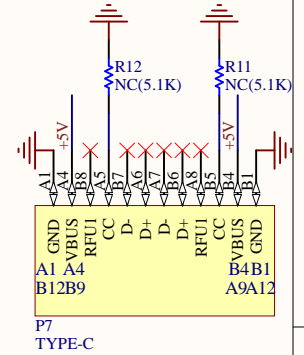 R12
NC(5.1K)
R11
NC(5.1K)
+5V
+5V
A1
A4
B8
A5
B7
A6
A7
B6
A8
B5
B4
B1
GND
VBUS
RFU1
CC
D-
D+
D-
D+
RFU1
CC
VBUS
GND
A1 A4
B4B1
B12B9
A9A12
P7
TYPE-C